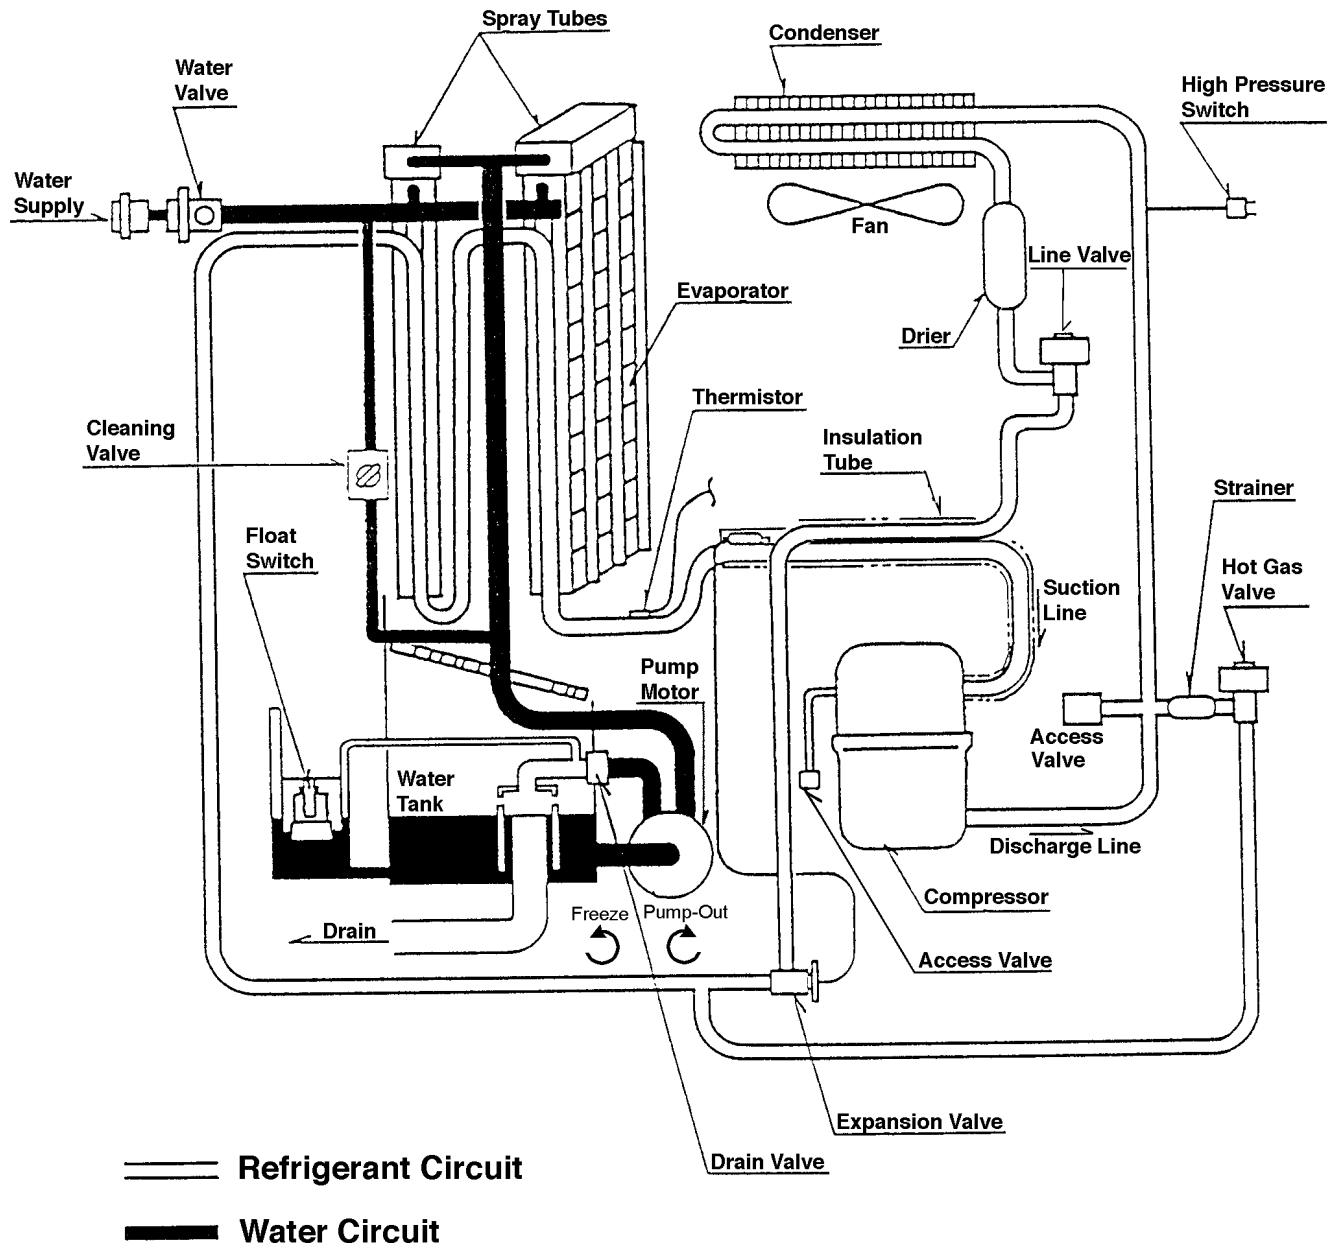 Spray Tubes
Condenser
Water
Valve
High Pressure
Switch
Water
Supply
Fan
Line Valve
Evaporator
Drier
Thermistor
Cleaning
Valve
Insulation
Tube
Strainer
Float
Switch
Hot Gas
Valve
Suction
Line
Pump
Motor
Access
Valve
Water
Tank
Discharge Line
Compressor
Freeze
Pump-Out
Drain
Access Valve
Expansion Valve
Drain Valve
Refrigerant Circuit
Water Circuit